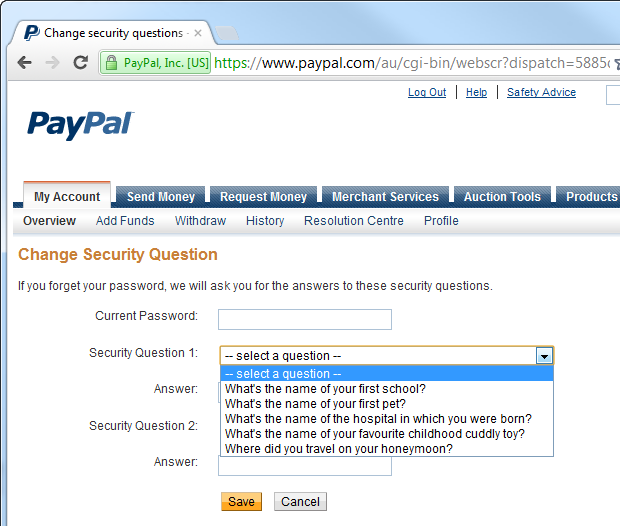 Change security questions -
PayPal, Inc. [US] https://www.paypal.com/au/cgi-bin/webscr?dispatch=5885
Log Out | Help | Safety Advice
PayPal
My Account Send Money Request Money Merchant Services Auction Tools Products
Overview Add Funds Withdraw History Resolution Centre Profile
Change Security Question
If you forget your password, we will ask you for the answers to these security questions.
Current Password:
Security Question 1: -- select a question --
-- select a question --
Answer: What's the name of your first school?
What's the name of your first pet?
What's the name of the hospital in which you were born?
Security Question 2: What's the name of your favourite childhood cuddly toy?
Where did you travel on your honeymoon?
Answer:
Save Cancel